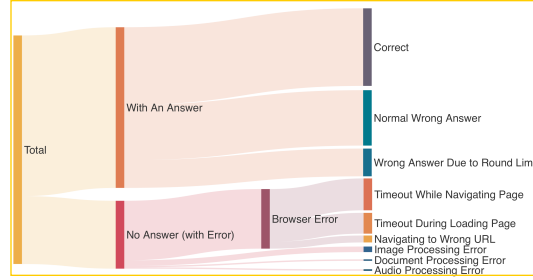 Correct
With An Answer
Normal Wrong Answer
Total
Wrong Answer Due to Round Lim
Timeout While Navigating Page
Browser Error
Timeout During Loading Page
No Answer (with Error)
Navigating to Wrong URL
Image Processing Error
Document Processing Error
Audio Processing Error